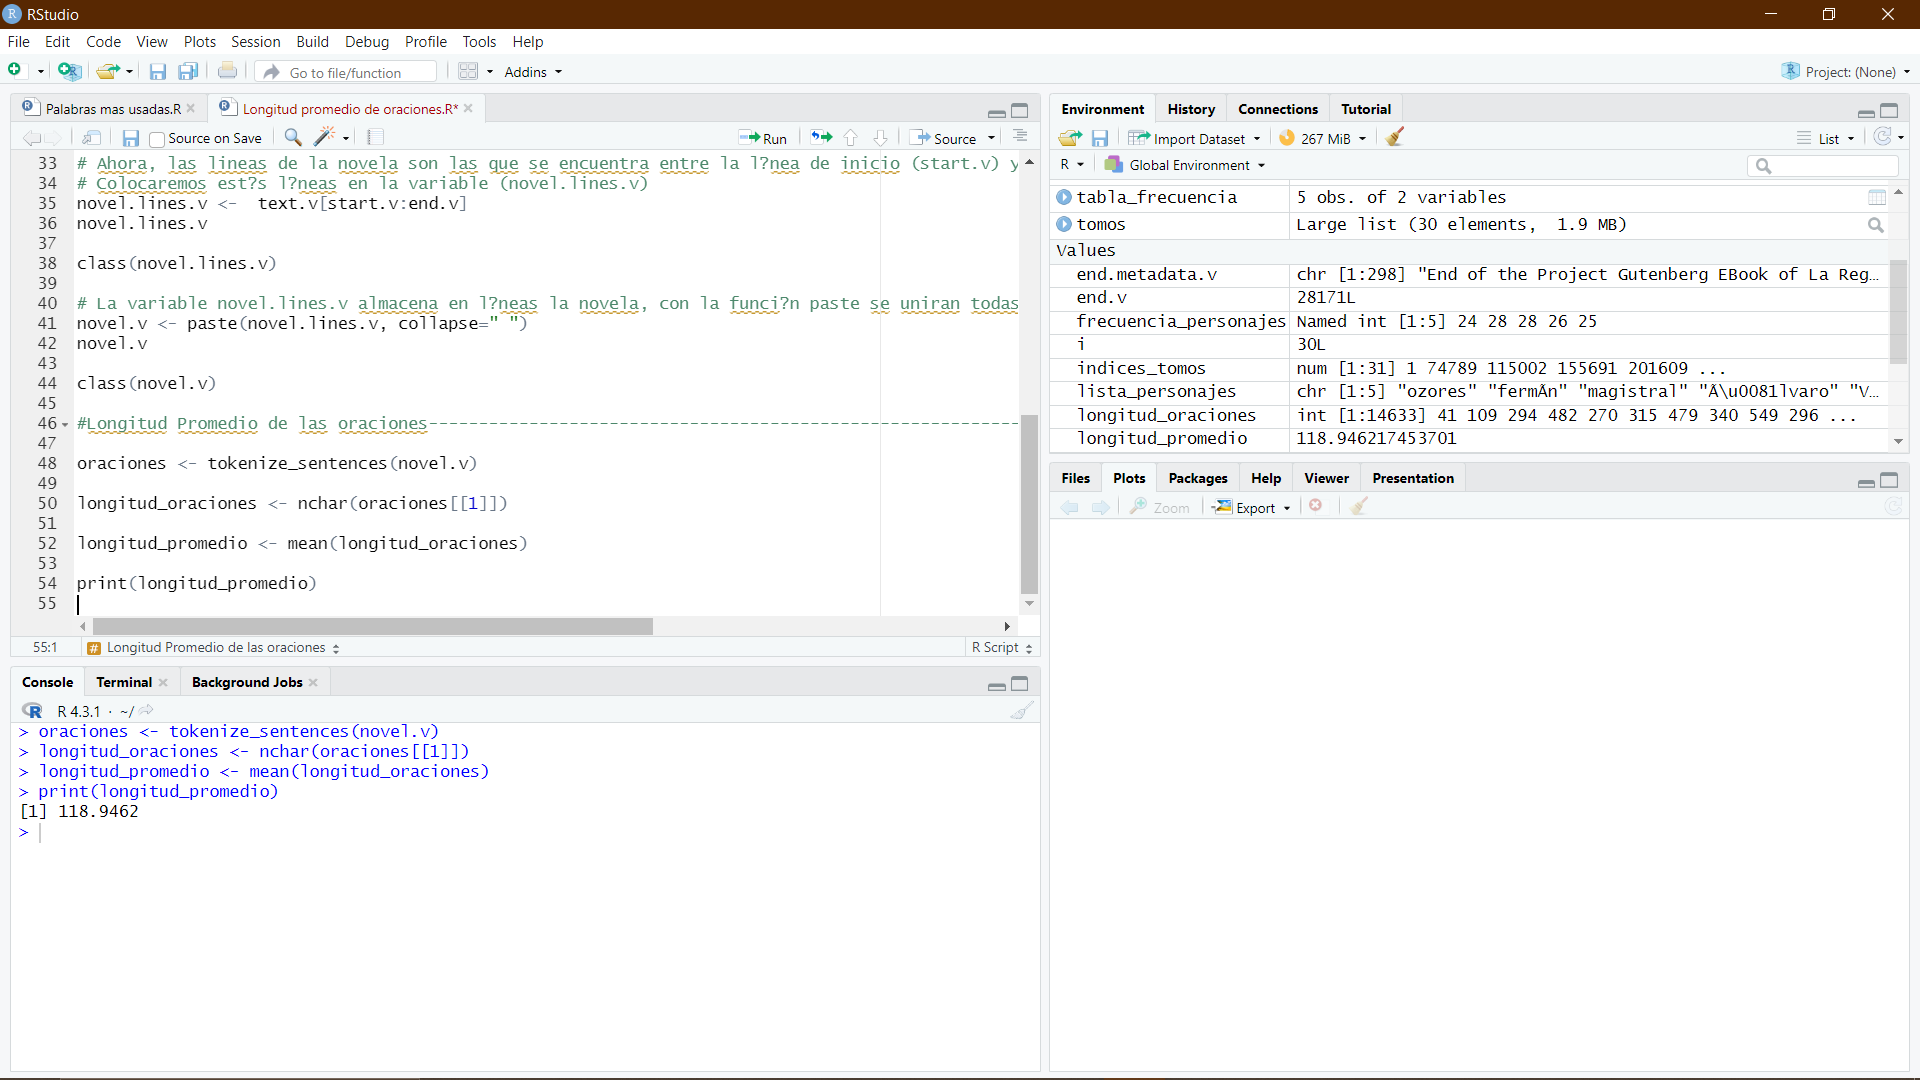 RStudio
File Edit Code View Plots Session Build Debug Profile Tools Help
Go to file/function Addins Project: (None)
Palabras mas usadas.R Longitud promedio de oraciones.R*
Source on Save Run Source
33 # Ahora, las lineas de la novela son las que se encuentra entre la l?nea de inicio (start.v) y
34 # Colocaremos est?s l?neas en la variable (novel.lines.v)
35 novel.lines.v <-  text.v[start.v:end.v]
36 novel.lines.v
37
38 class(novel.lines.v)
39
40 # La variable novel.lines.v almacena en l?neas la novela, con la funci?n paste se uniran todas
41 novel.v <- paste(novel.lines.v, collapse=" ")
42 novel.v
43
44 class(novel.v)
45
46 #Longitud Promedio de las oraciones-----------------------------------------------------------
47
48 oraciones <- tokenize_sentences(novel.v)
49
50 longitud_oraciones <- nchar(oraciones[[1]])
51
52 longitud_promedio <- mean(longitud_oraciones)
53
54 print(longitud_promedio)
55
55:1 # Longitud Promedio de las oraciones R Script
Console Terminal Background Jobs
R 4.3.1 · ~/
> oraciones <- tokenize_sentences(novel.v)
> longitud_oraciones <- nchar(oraciones[[1]])
> longitud_promedio <- mean(longitud_oraciones)
> print(longitud_promedio)
[1] 118.9462
>
Environment History Connections Tutorial
Import Dataset 267 MiB List
R Global Environment
tabla_frecuencia 5 obs. of 2 variables
tomos Large list (30 elements,  1.9 MB)
Values
end.metadata.v chr [1:298] "End of the Project Gutenberg EBook of La Reg…
end.v 28171L
frecuencia_personajes Named int [1:5] 24 28 28 26 25
i 30L
indices_tomos num [1:31] 1 74789 115002 155691 201609 ...
lista_personajes chr [1:5] "ozores" "fermÃn" "magistral" "Ã\u0081lvaro" "V…
longitud_oraciones int [1:14633] 41 109 294 482 270 315 479 340 549 296 ...
longitud_promedio 118.946217453701
Files Plots Packages Help Viewer Presentation
Zoom Export